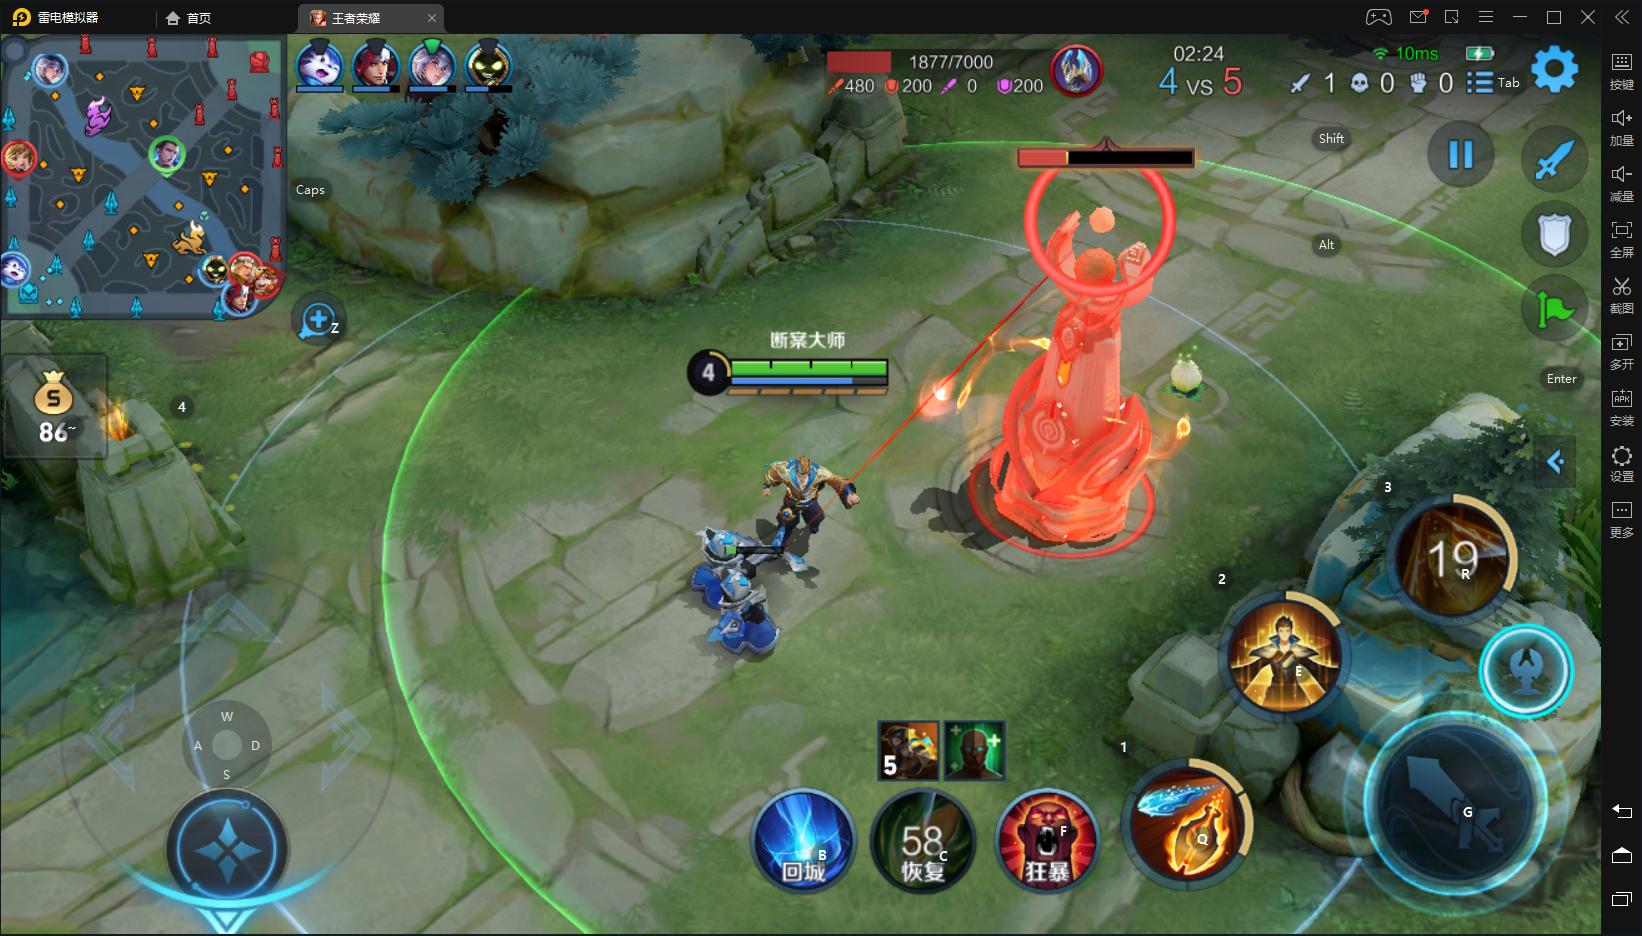 雷电模拟器
首页
王者荣耀
1877/7000
480
200
0
200
02:24
4 vs 5
10ms
1
0
0
Tab
按键
加量
减量
全屏
截图
多开
安装
设置
更多
Shift
Alt
Enter
Caps
Z
断案大师
4
S
86~
4
3
19
R
2
E
1
W
A
D
S
5
B
回城
58
C
恢复
F
狂暴
Q
G
APK